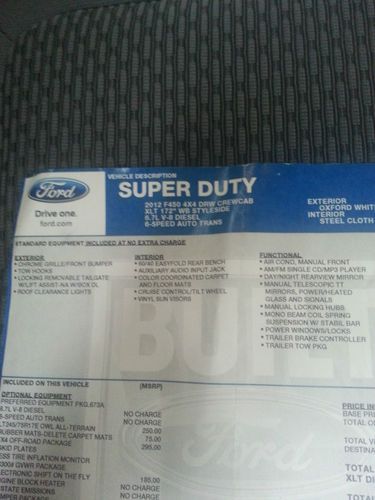 Ford
Drive one.
ford.com
VEHICLE DESCRIPTION
SUPER DUTY
2012 F450 4X4 DRW CREWCAB
XLT 172" WB STYLESIDE
6.7L V-8 DIESEL
6-SPEED AUTO TRANS
EXTERIOR
OXFORD WHIT
INTERIOR
STEEL CLOTH
STANDARD EQUIPMENT INCLUDED AT NO EXTRA CHARGE
EXTERIOR
• CHROME GRILLE/FRONT BUMPER
• TOW HOOKS
• LOCKING REMOVABLE TAILGATE
W/LIFT ASSIST-NA W/BOX DL
• ROOF CLEARANCE LIGHTS
INTERIOR
• 60/40 EASYFOLD REAR BENCH
• AUXILIARY AUDIO INPUT JACK
• COLOR COORDINATED CARPET
AND FLOOR MATS
• CRUISE CONTROL/TILT WHEEL
• VINYL SUN VISORS
FUNCTIONAL
• AIR COND, MANUAL FRONT
• AM/FM SINGLE CD/MP3 PLAYER
• DAY/NIGHT REARVIEW MIRROR
• MANUAL TELESCOPIC TT
MIRRORS, POWER/HEATED
GLASS AND SIGNALS
• MANUAL LOCKING HUBS
• MONO BEAM COIL SPRING
SUSPENSION W/ STABIL BAR
• POWER WINDOWS/LOCKS
• TRAILER BRAKE CONTROLLER
• TRAILER TOW PKG
BUIL
INCLUDED ON THIS VEHICLE (MSRP)
OPTIONAL EQUIPMENT
PREFERRED EQUIPMENT PKG.673A
6.7L V-8 DIESEL NO CHARGE
6-SPEED AUTO TRANS NO CHARGE
LT245/75R17E OWL ALL-TERRAIN 250.00
RUBBER MATS-DELETE CARPET MATS 75.00
4X4 OFF-ROAD PACKAGE 295.00
SKID PLATES
LESS TIRE INFLATION MONITOR
GVWR PACKAGE NO CHARGE
ELECTRONIC SHIFT ON THE FLY 185.00
ENGINE BLOCK HEATER NO CHARGE
STATE EMISSIONS
PRICE IN
BASE PRI
TOTAL O
TOTAL V
DESTINA
TOTAL
XLT DI
Ford